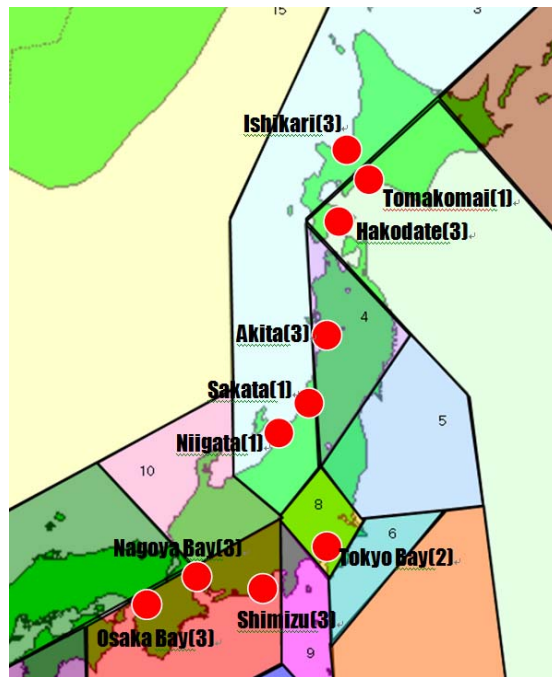 15
3
Ishikari(3)
Tomakomai(1)
Hakodate(3)
4
Akita(3)
Sakata(1)
5
Niigata(1)
10
8
6
Nagoya Bay(3)
Tokyo Bay(2)
Shimizu(3)
Osaka Bay(3)
9